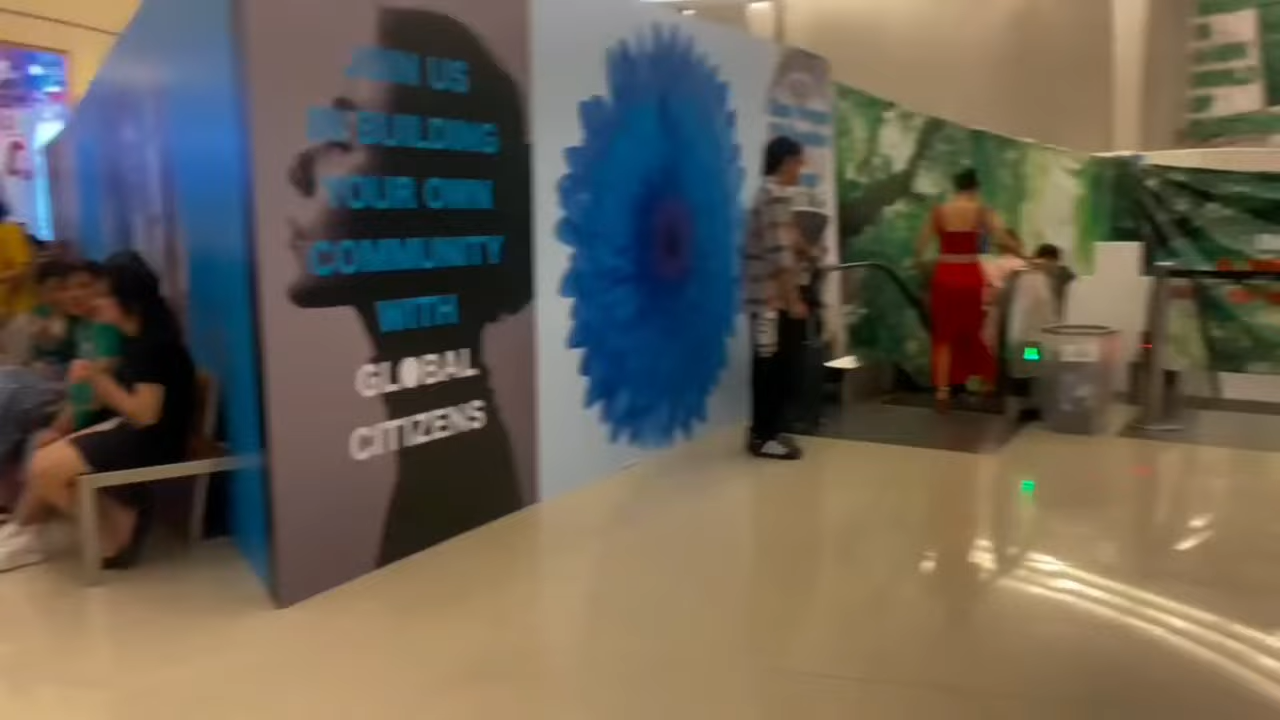 JOIN US
IN BUILDING
YOUR OWN
COMMUNITY
WITH
GLOBAL
CITIZENS